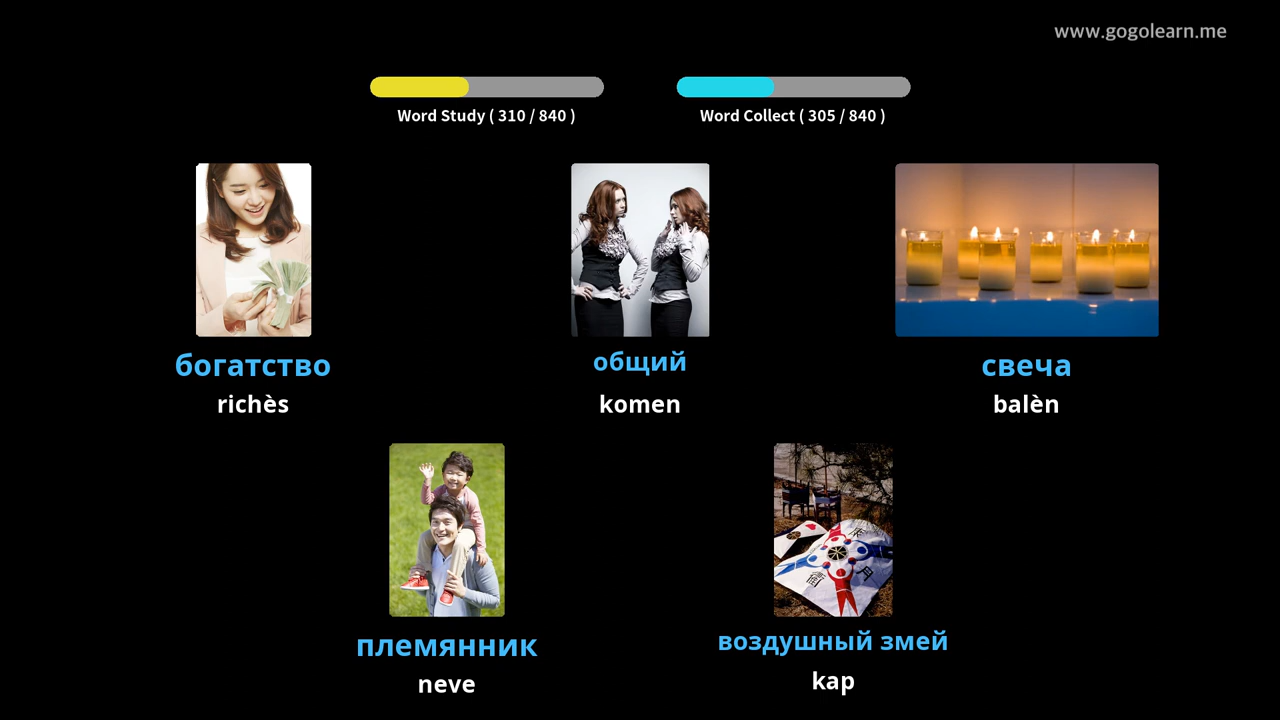 www.gogolearn.me
Word Study ( 310 / 840 )
Word Collect ( 305 / 840 )
богатство
richès
общий
komen
свеча
balèn
племянник
neve
воздушный змей
kap